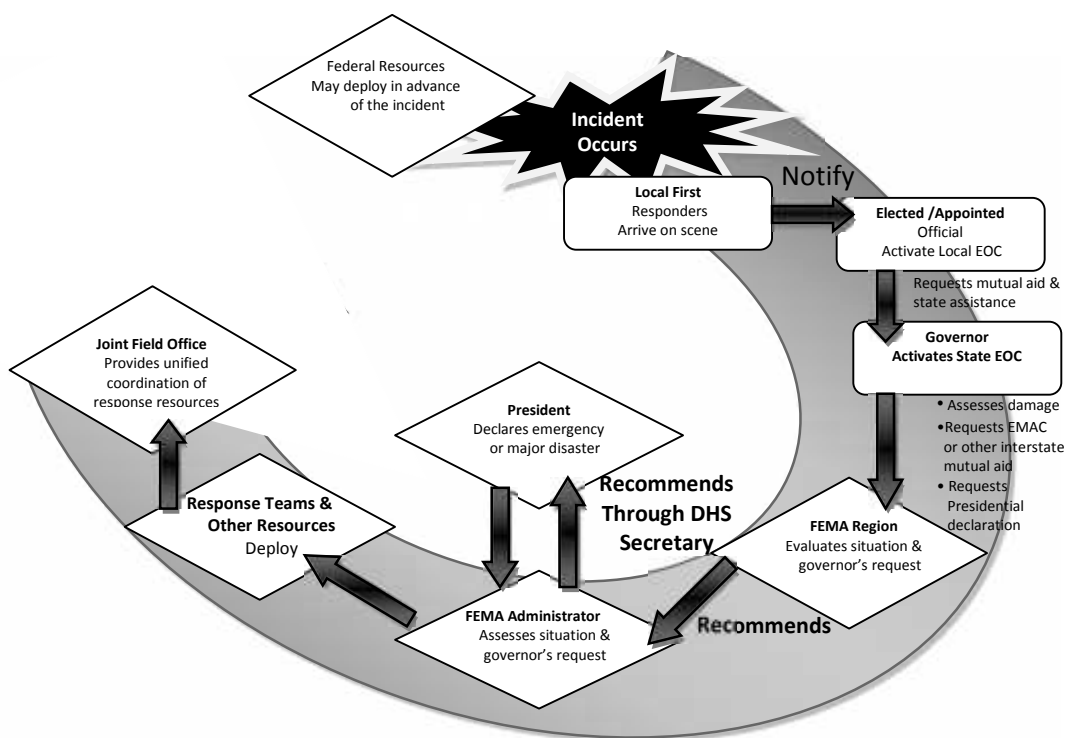 Federal Resources
May deploy in advance
of the incident
Incident
Occurs
Local First
Responders
Arrive on scene
Notify
Elected /Appointed
Official
Activate Local EOC
Requests mutual aid &
state assistance
Governor
Activates State EOC
• Assesses damage
•Requests EMAC
or other interstate
mutual aid
• Requests
Presidential
declaration
FEMA Region
Evaluates situation &
governor's request
Recommends
FEMA Administrator
Assesses situation &
governor's request
Recommends
Through DHS
Secretary
President
Declares emergency
or major disaster
Response Teams &
Other Resources
Deploy
Joint Field Office
Provides unified
coordination of
response resources